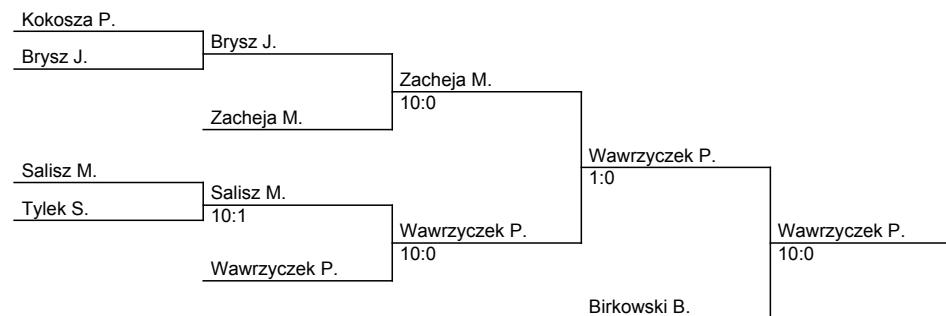 Kokosza P.
Brysz J.
Brysz J.
Zacheja M.
10:0
Zacheja M.
Salisz M.
Wawrzyczek P.
1:0
Salisz M.
10:1
Tylek S.
Wawrzyczek P.
10:0
Wawrzyczek P.
10:0
Wawrzyczek P.
Birkowski B.